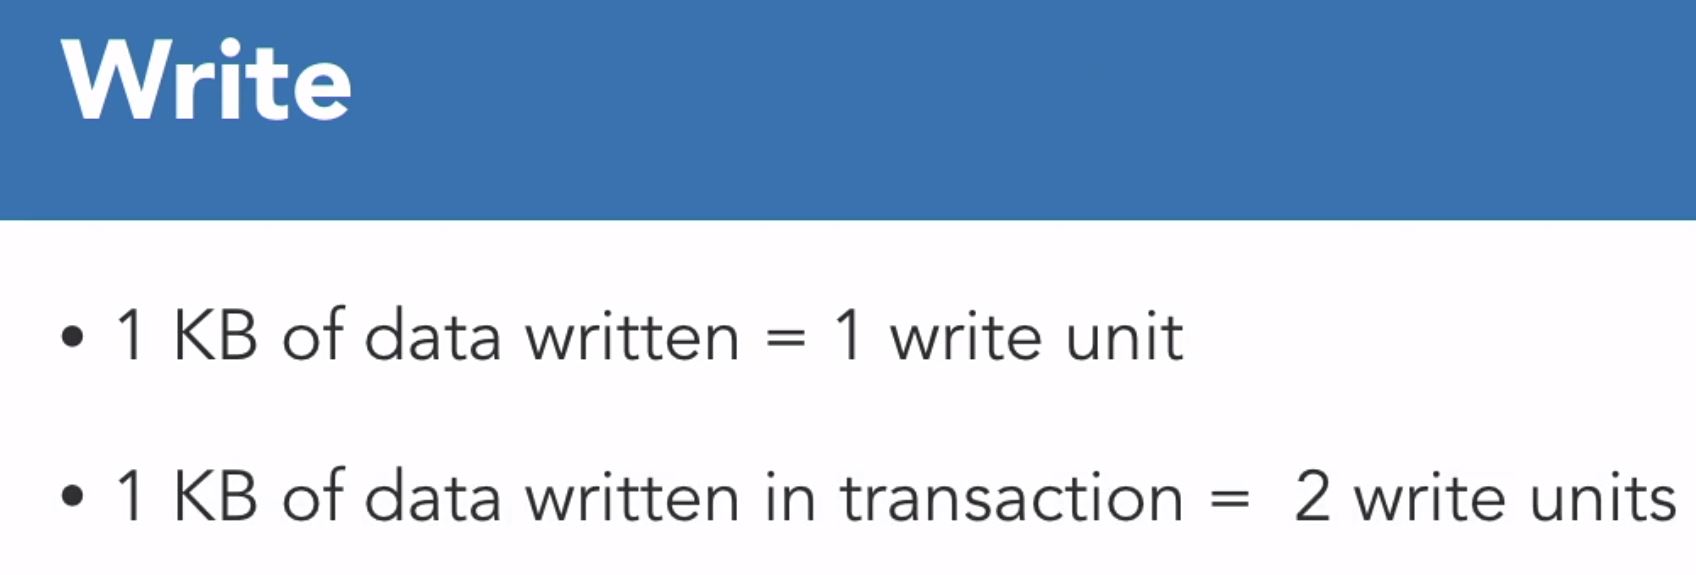 Write
• 1 KB of data written = 1 write unit
• 1 KB of data written in transaction = 2 write units